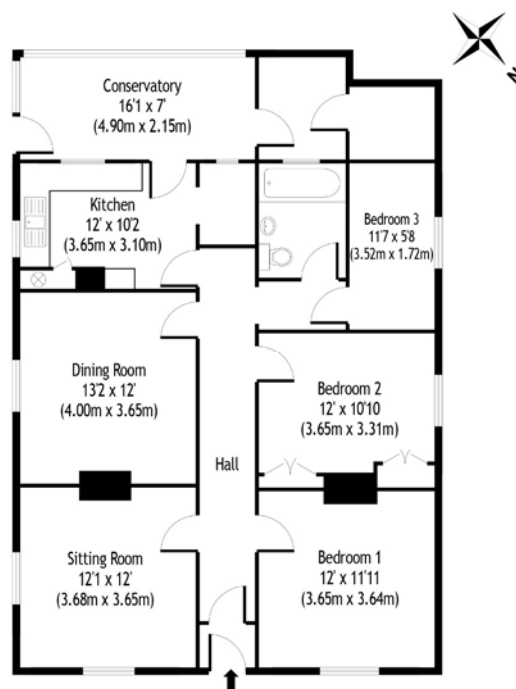 N
Conservatory
16'1 x 7'
(4.90m x 2.15m)
Kitchen
12' x 10'2
(3.65m x 3.10m)
Bedroom 3
11'7 x 5'8
(3.52m x 1.72m)
Dining Room
13'2 x 12'
(4.00m x 3.65m)
Bedroom 2
12' x 10'10
(3.65m x 3.31m)
Hall
Sitting Room
12'1 x 12'
(3.68m x 3.65m)
Bedroom 1
12' x 11'11
(3.65m x 3.64m)